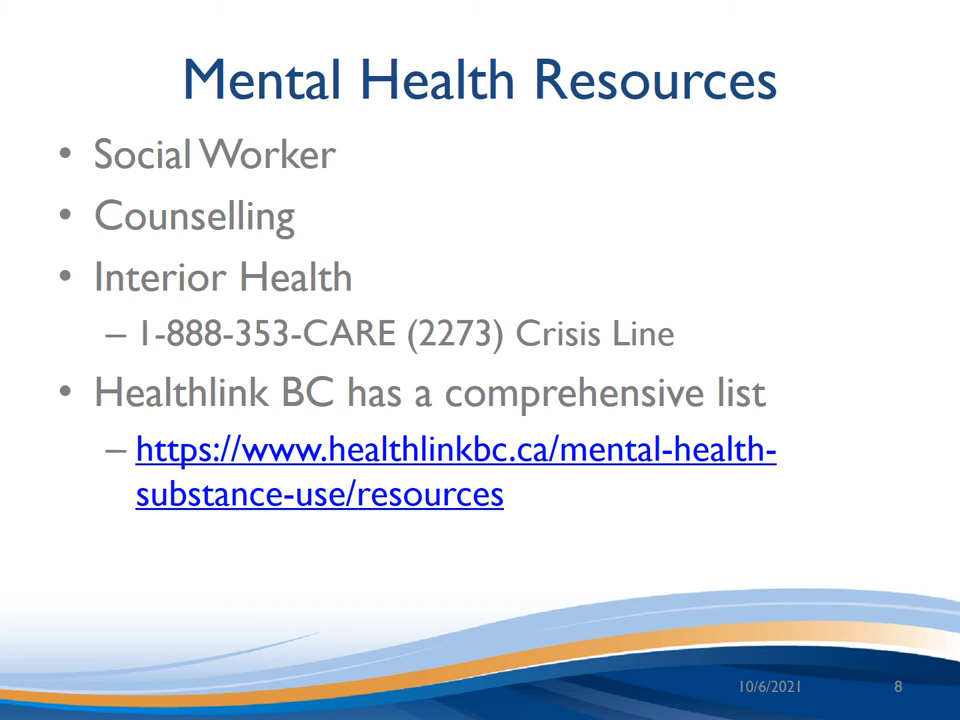 Mental Health Resources
• Social Worker
• Counselling
• Interior Health
– 1-888-353-CARE (2273) Crisis Line
• Healthlink BC has a comprehensive list
– https://www.healthlinkbc.ca/mental-health-
substance-use/resources
10/6/2021 8